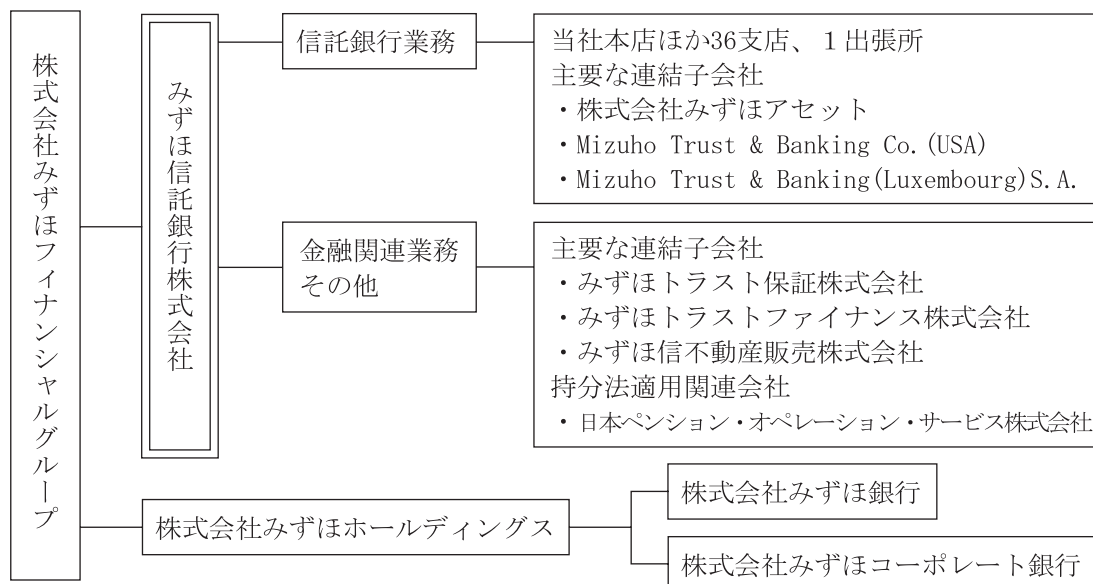 株式会社みずほフィナンシャルグループ
みずほ信託銀行株式会社
信託銀行業務
当社本店ほか36支店、1出張所
主要な連結子会社
・株式会社みずほアセット
・Mizuho Trust & Banking Co.(USA)
・Mizuho Trust & Banking(Luxembourg)S.A.
金融関連業務
その他
主要な連結子会社
・みずほトラスト保証株式会社
・みずほトラストファイナンス株式会社
・みずほ信不動産販売株式会社
持分法適用関連会社
・日本ペンション・オペレーション・サービス株式会社
株式会社みずほホールディングス
株式会社みずほ銀行
株式会社みずほコーポレート銀行